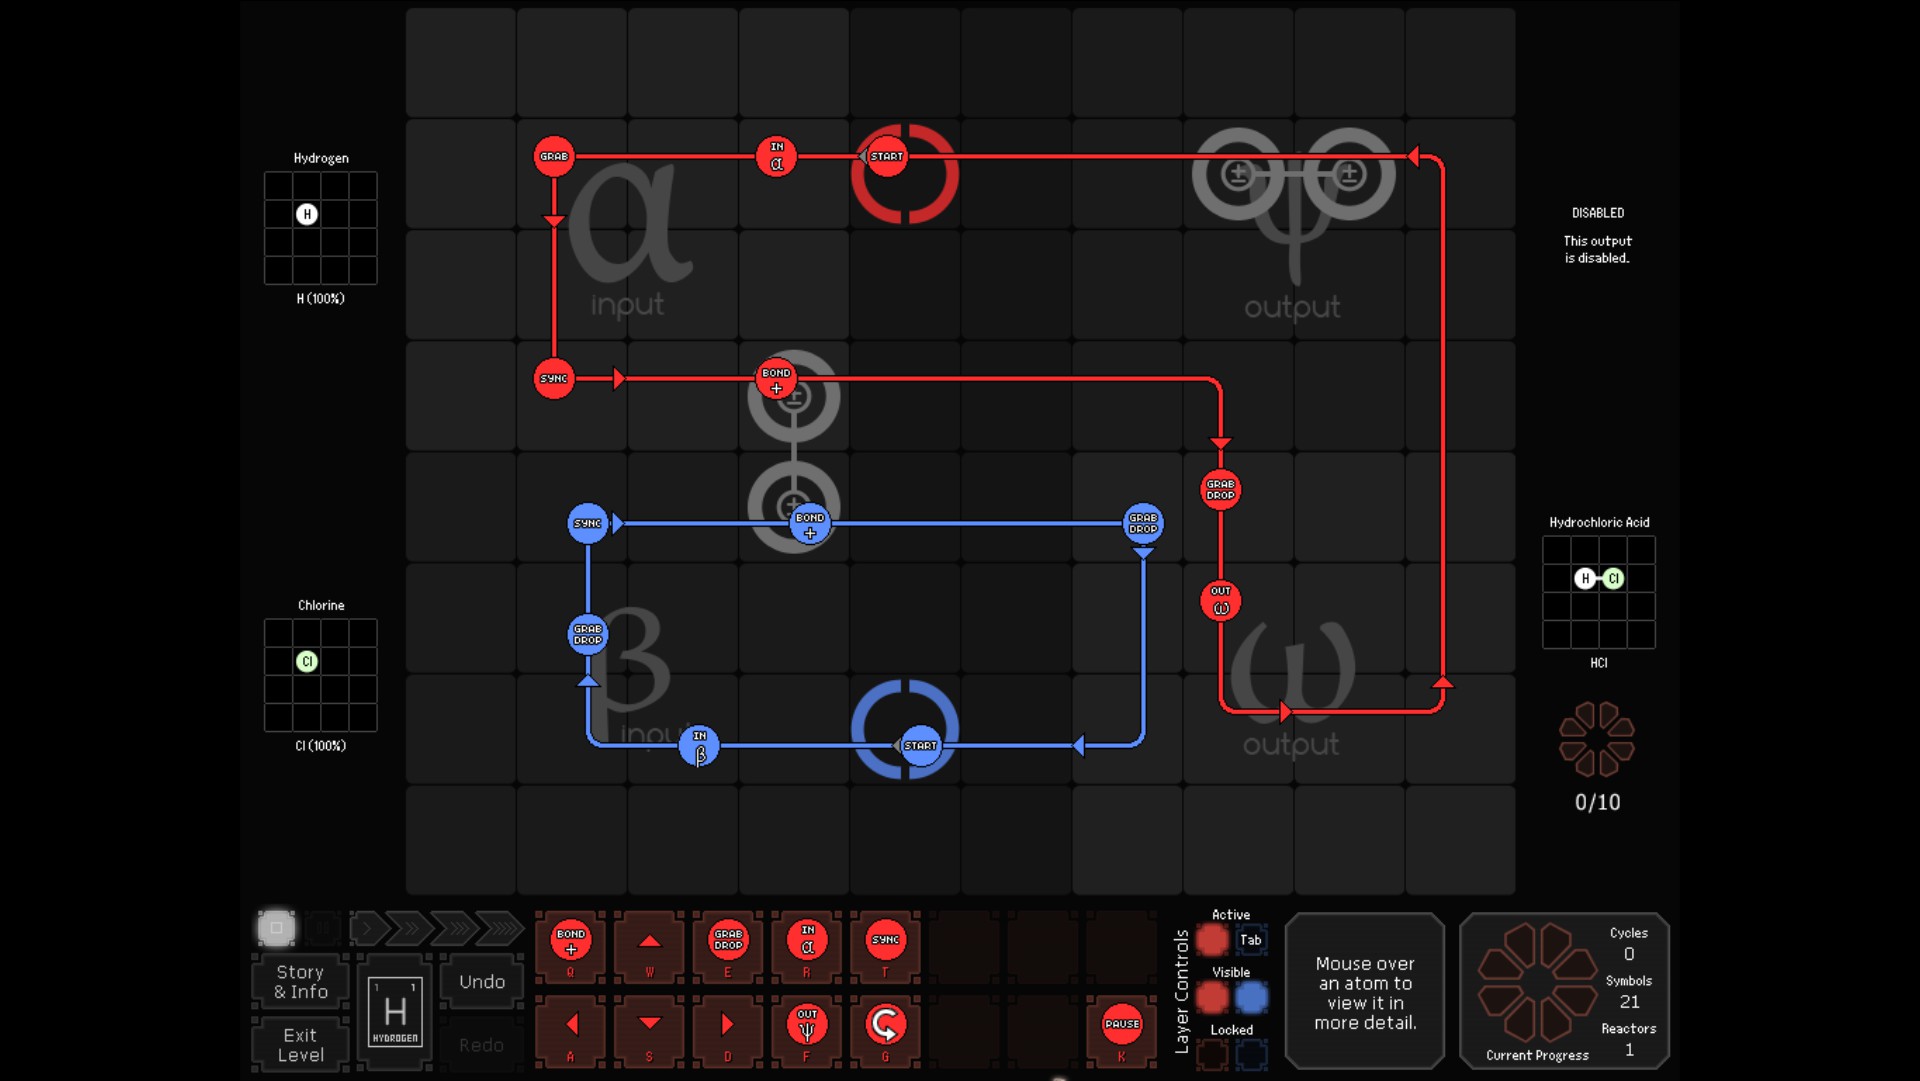 Hydrogen
H
H (100%)
Chlorine
Cl
Cl (100%)
START
IN
α
GRAB
α
input
SYNC
BOND
+
±
±
ψ
output
±
GRAB
DROP
OUT
ω
ω
output
SYNC
BOND
+
GRAB
DROP
GRAB
DROP
β
input
IN
β
START
DISABLED
This output
is disabled.
Hydrochloric Acid
H Cl
HCl
0/10
Story
& Info
Exit
Level
1 1
H
HYDROGEN
Undo
Redo
BOND
+
Q
W
GRAB
DROP
E
IN
α
R
SYNC
T
A
S
D
OUT
ψ
F
G
PAUSE
K
Layer Controls
Active
Tab
Visible
Locked
Mouse over
an atom to
view it in
more detail.
Current Progress
Cycles
0
Symbols
21
Reactors
1